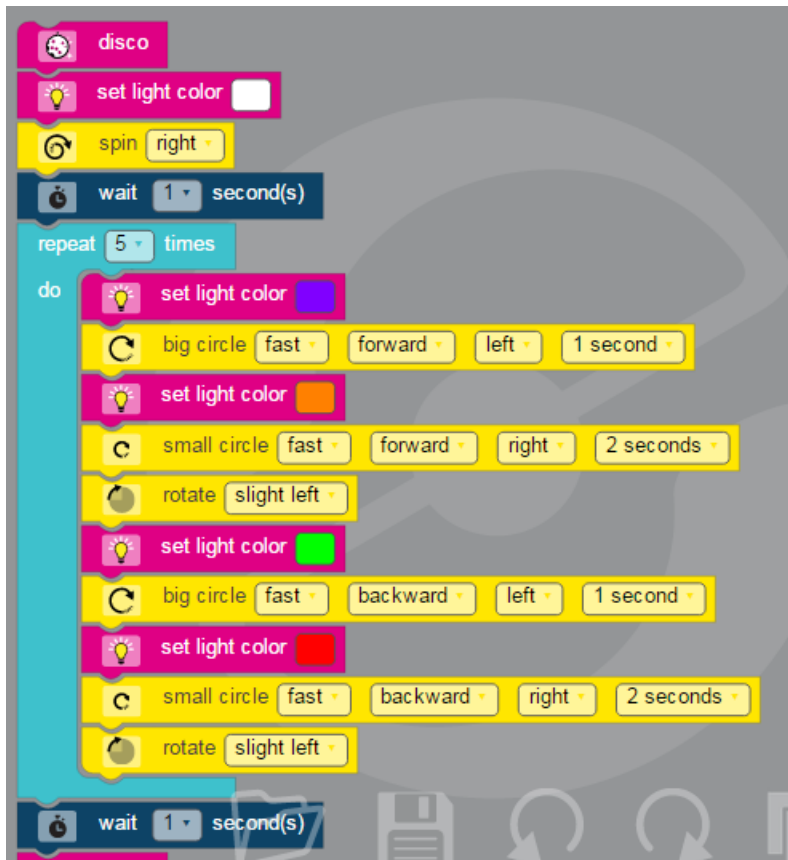 disco
set light color
spin right
wait 1 second(s)
repeat 5 times
do set light color
big circle fast forward left 1 second
set light color
small circle fast forward right 2 seconds
rotate slight left
set light color
big circle fast backward left 1 second
set light color
small circle fast backward right 2 seconds
rotate slight left
wait 1 second(s)